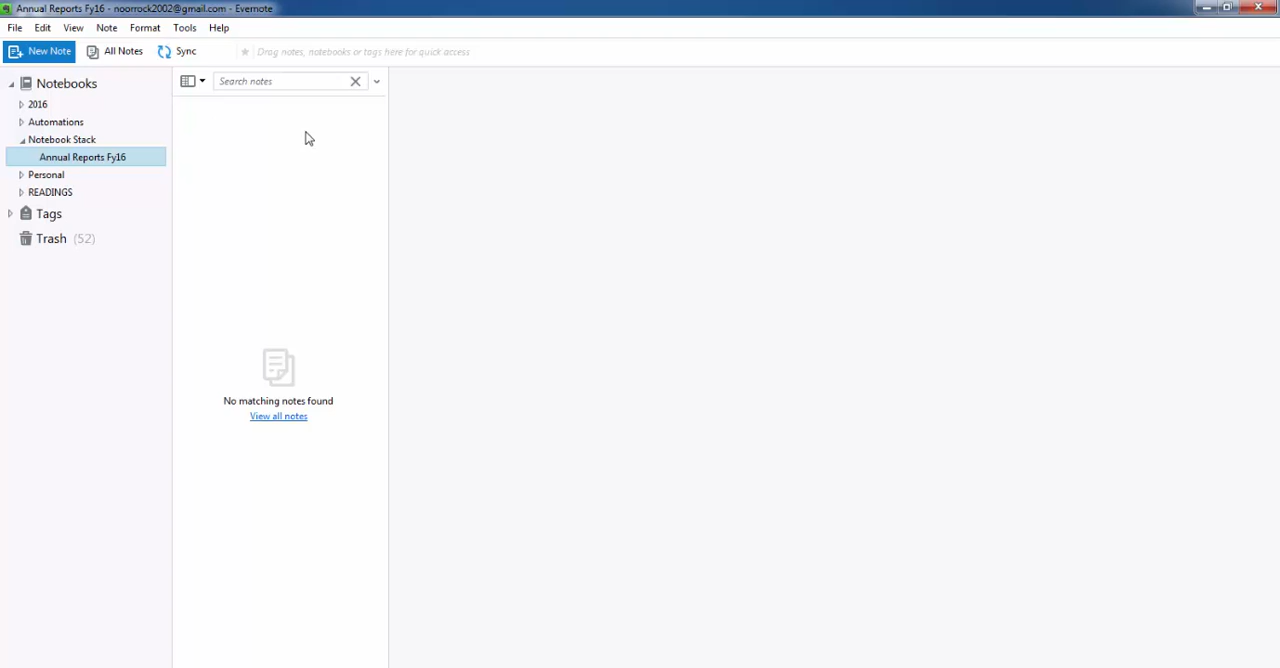 Annual Reports Fy16 - noorrock2002@gmail.com - Evernote
File Edit View Note Format Tools Help
New Note All Notes Sync Drag notes, notebooks or tags here for quick access
Notebooks
Search notes
2016
Automations
Notebook Stack
Annual Reports Fy16
Personal
READINGS
Tags
Trash (52)
No matching notes found
View all notes